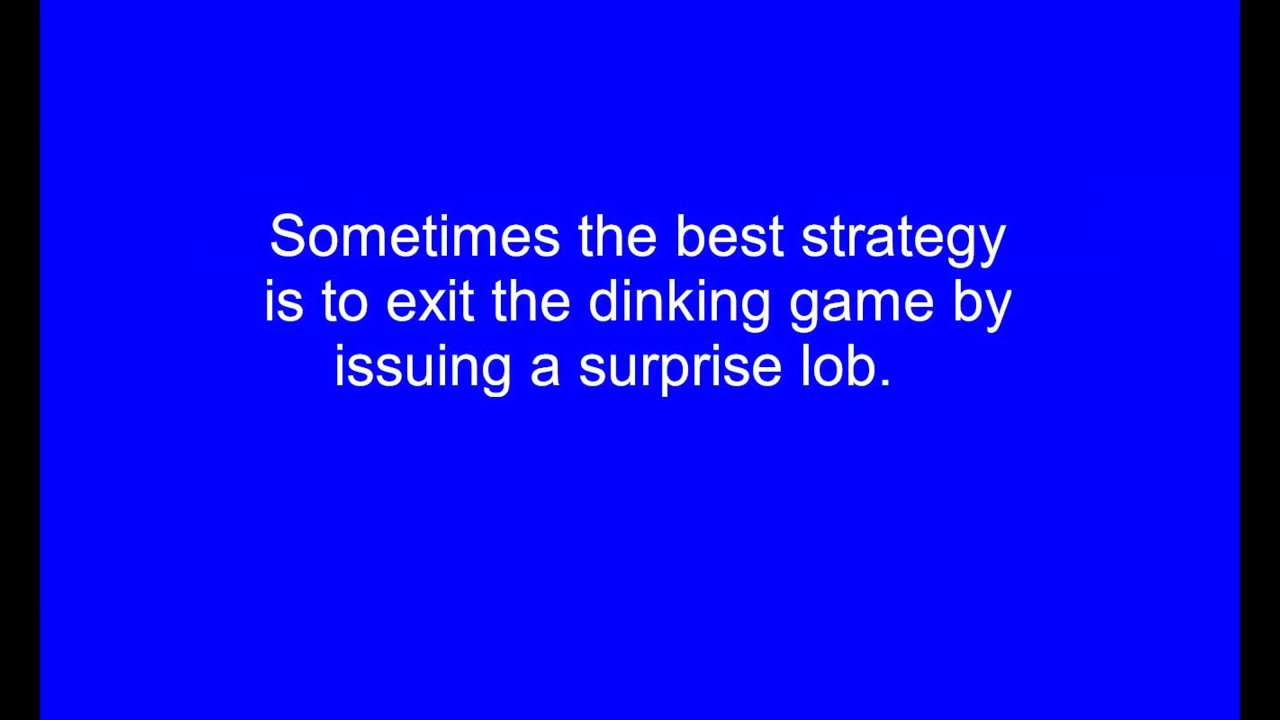 Sometimes the best strategy
is to exit the dinking game by
issuing a surprise lob.